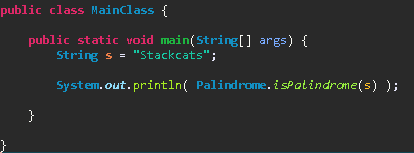 public class MainClass {
public static void main(String[] args) {
String s = "Stackcats";
System.out.println( Palindrome.isPalindrome(s) );
}
}